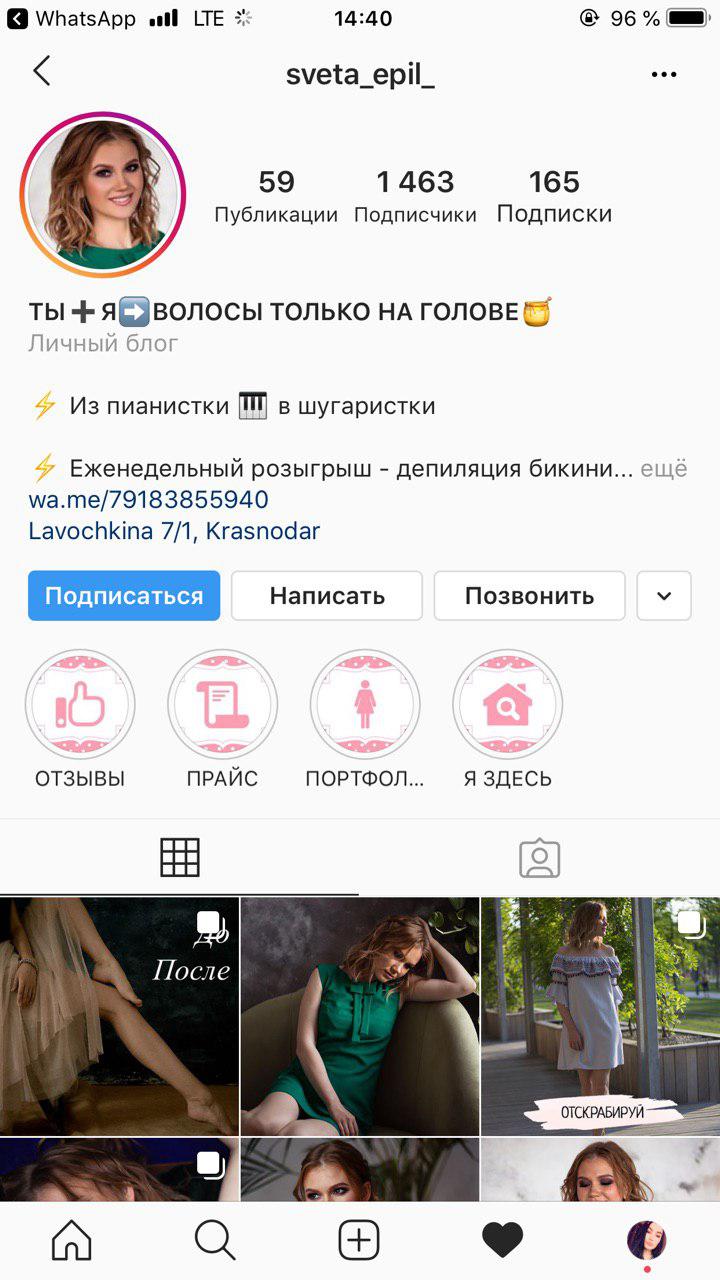 WhatsApp LTE 14:40 96 %
sveta_epil_
59 1 463 165
Публикации Подписчики Подписки
ТЫ➕Я➡️ВОЛОСЫ ТОЛЬКО НА ГОЛОВЕ🍯
Личный блог
⚡ Из пианистки 🎹 в шугаристки
⚡ Еженедельный розыгрыш - депиляция бикини... ещё
wa.me/79183855940
Lavochkina 7/1, Krasnodar
Подписаться Написать Позвонить
ОТЗЫВЫ ПРАЙС ПОРТФОЛ... Я ЗДЕСЬ
До
После
ОТСКРАБИРУЙ